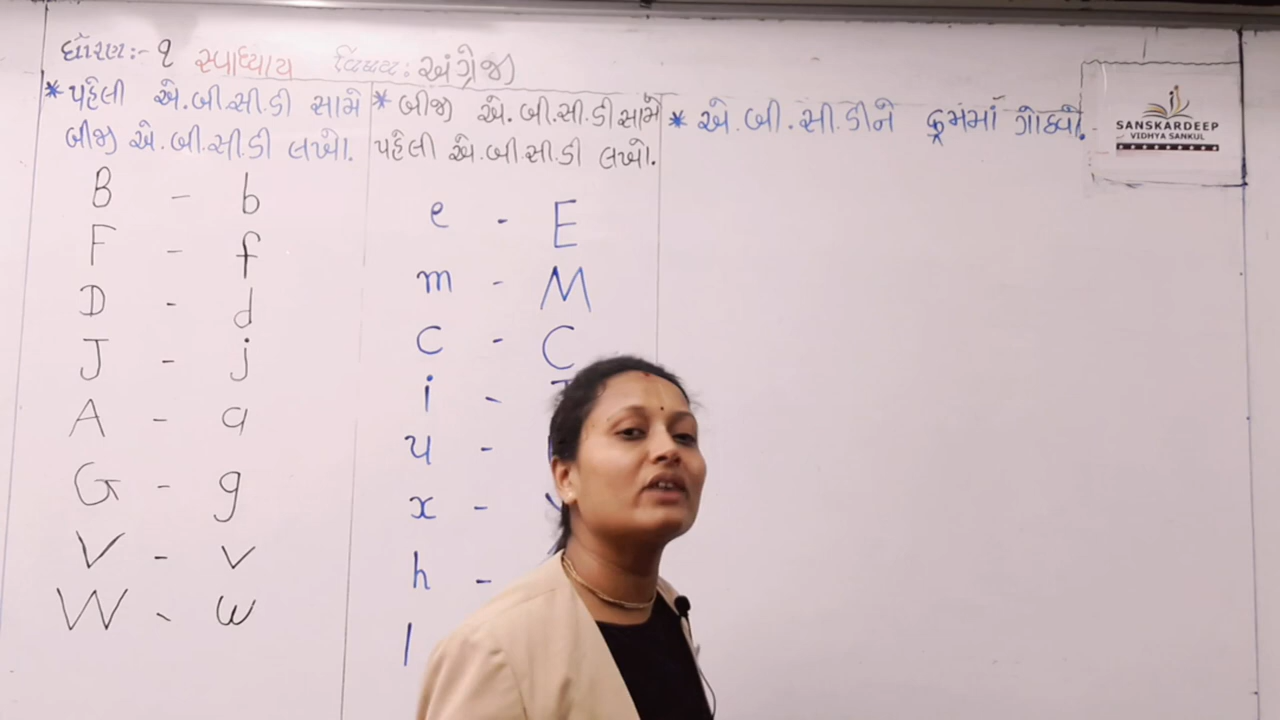 ધોરણ:- ૧ સ્વાધ્યાય વિષય: અંગ્રેજી
* પહેલી એ.બી.સી.ડી સામે
બીજી એ.બી.સી.ડી લખો.
B - b
F - f
D - d
J - j
A - a
G - g
V - v
W - w
* બીજી એ.બી.સી.ડી સામે
પહેલી એ.બી.સી.ડી લખો.
e - E
m - M
c - C
i -
u -
x -
h -
l
* એ.બી.સી.ડીને ક્રમમાં ગોઠવો.
SANSKARDEEP
VIDHYA SANKUL